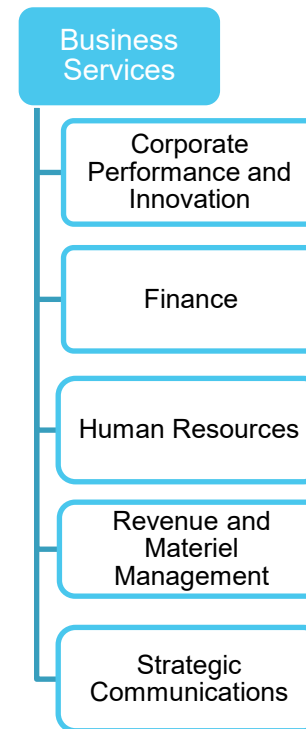 Business
Services
Corporate
Performance and
Innovation
Finance
Human Resources
Revenue and
Materiel
Management
Strategic
Communications